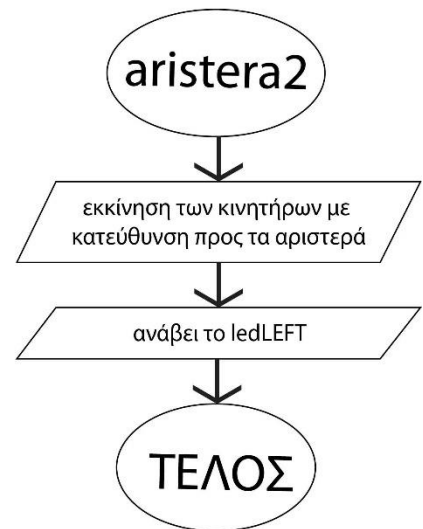 aristera2
εκκίνηση των κινητήρων με
κατεύθυνση προς τα αριστερά
ανάβει το ledLEFT
ΤΕΛΟΣ